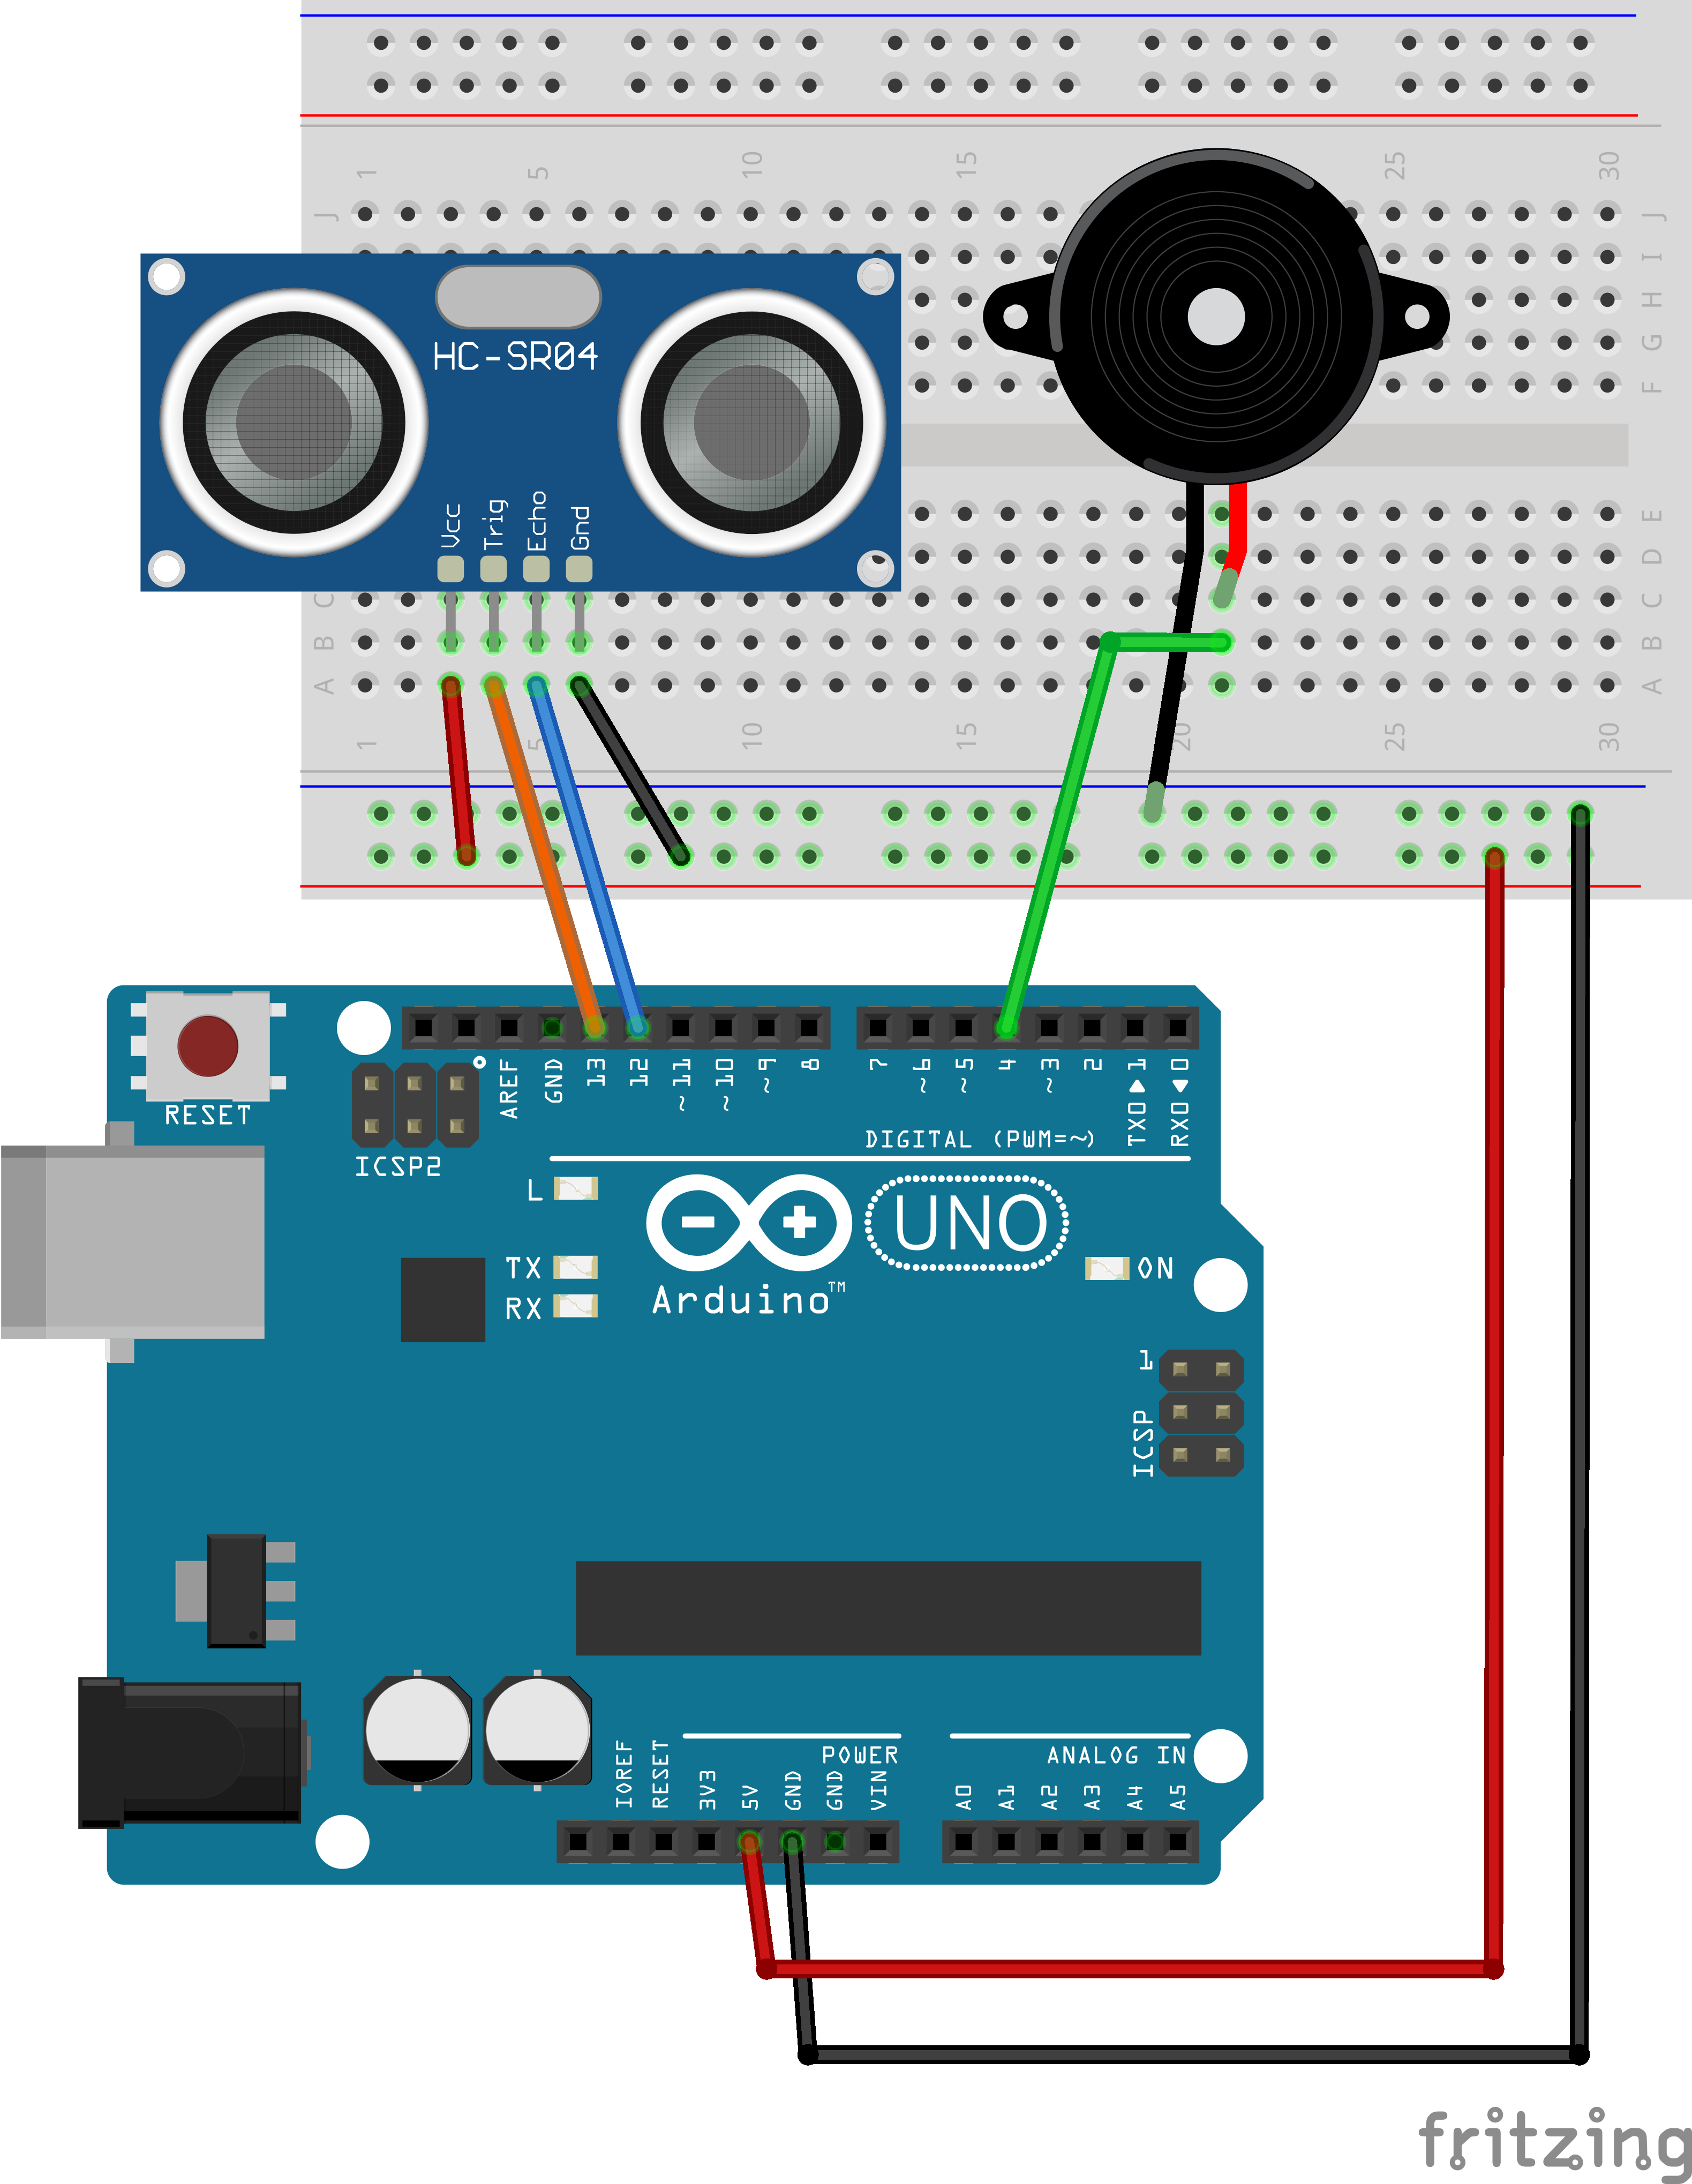 1 5 10 15 25 30
J J
I
H
G
F
HC-SR04
Vcc Trig Echo Gnd
E
D
C C
B B
A A
1 5 10 15 20 25 30
RESET
ICSP2
AREF GND 13 12 ~11 ~10 ~9 8 7 ~6 ~5 4 ~3 2 TX0▶1 RX0◀0
DIGITAL (PWM=~)
L
TX
RX
UNO
Arduino™
ON
1
ICSP
POWER
ANALOG IN
IOREF RESET 3V3 5V GND GND VIN A0 A1 A2 A3 A4 A5
fritzing